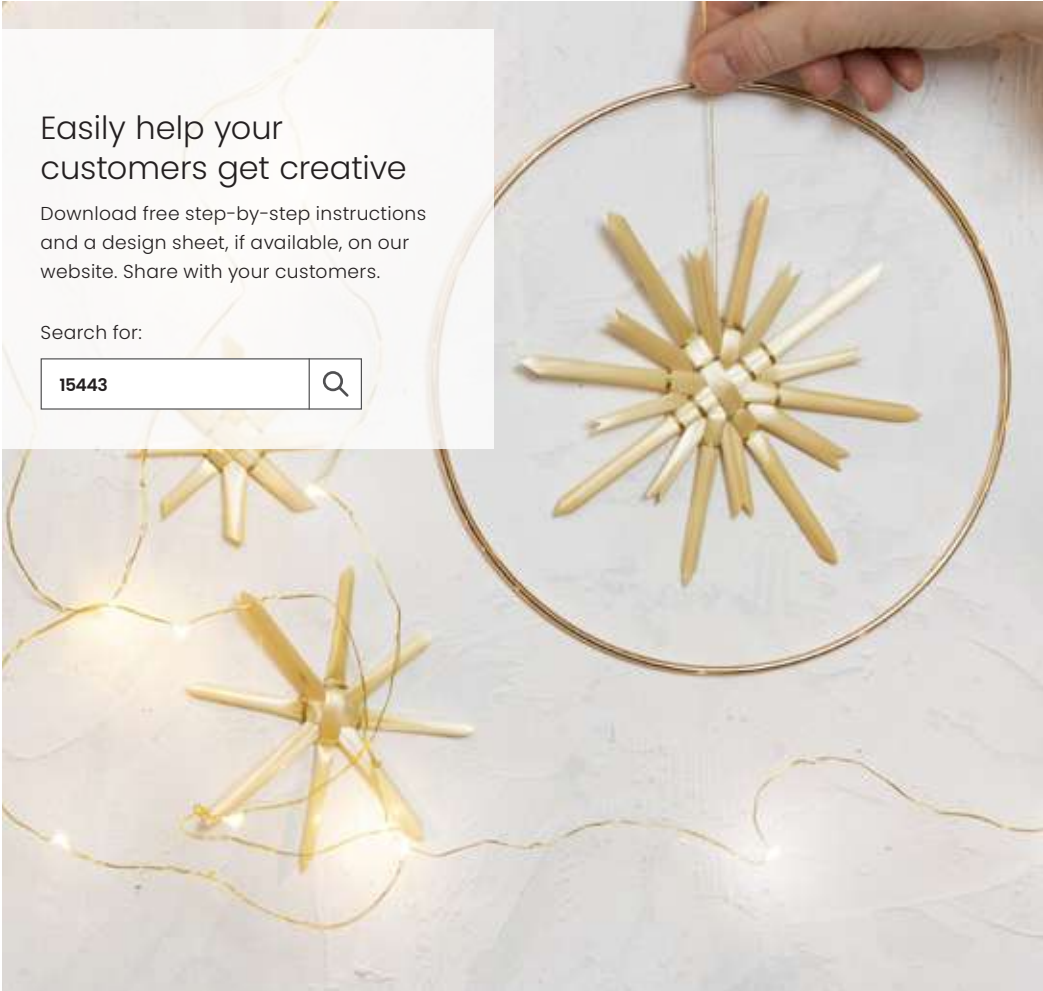 Easily help your
customers get creative
Download free step-by-step instructions
and a design sheet, if available, on our
website. Share with your customers.
Search for:
15443